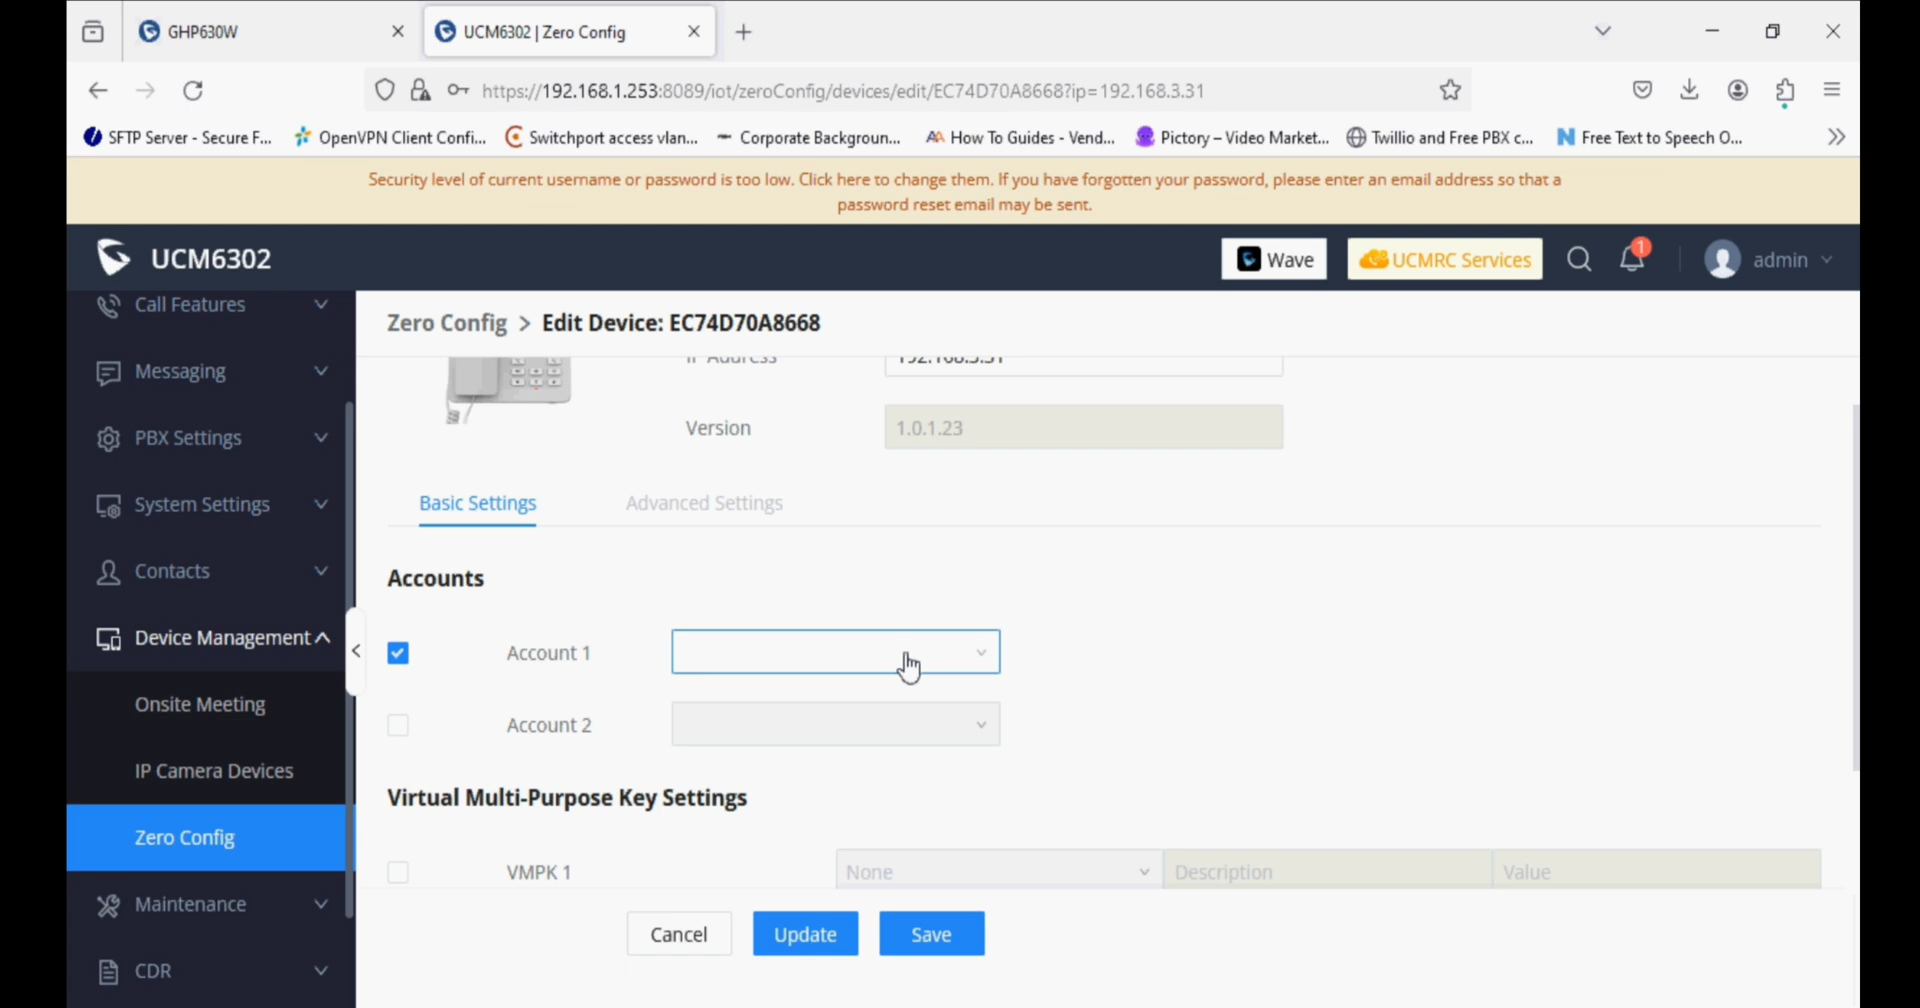 GHP630W
UCM6302 | Zero Config
https://192.168.1.253:8089/iot/zeroConfig/devices/edit/EC74D70A8668?ip=192.168.3.31
SFTP Server - Secure F...
OpenVPN Client Confi...
Switchport access vlan...
Corporate Backgroun...
How To Guides - Vend...
Pictory – Video Market...
Twillio and Free PBX c...
Free Text to Speech O...
Security level of current username or password is too low. Click here to change them. If you have forgotten your password, please enter an email address so that a
password reset email may be sent.
UCM6302
Wave
UCMRC Services
1
admin
Call Features
Messaging
PBX Settings
System Settings
Contacts
Device Management
Onsite Meeting
IP Camera Devices
Zero Config
Maintenance
CDR
Zero Config > Edit Device: EC74D70A8668
IP Address
192.168.3.31
Version
1.0.1.23
Basic Settings
Advanced Settings
Accounts
Account 1
Account 2
Virtual Multi-Purpose Key Settings
VMPK 1
None
Description
Value
Cancel
Update
Save